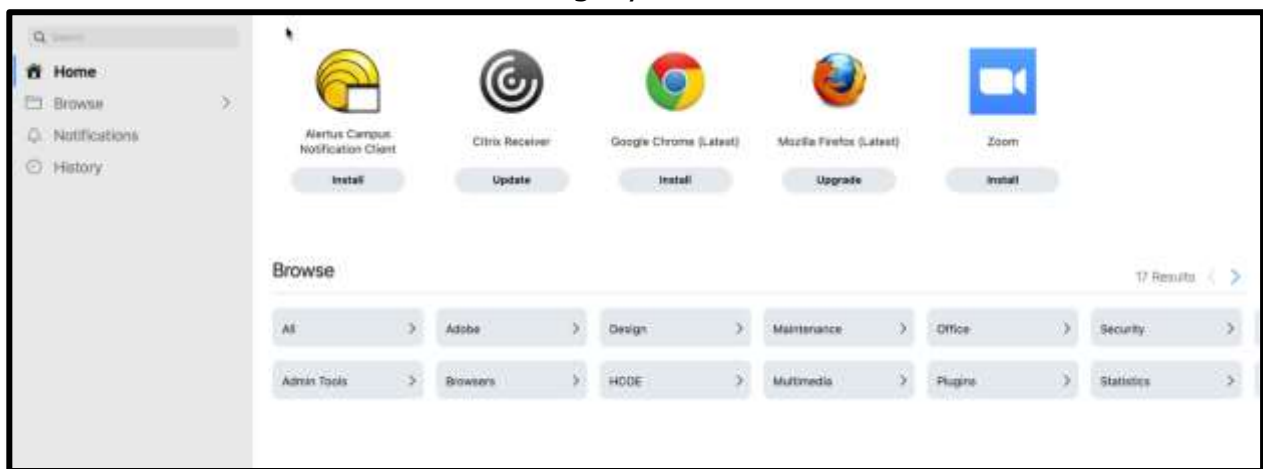 Search
Home
Browse
Notifications
History
Alertus Campus
Notification Client
Install
Citrix Receiver
Update
Google Chrome (Latest)
Install
Mozilla Firefox (Latest)
Upgrade
Zoom
Install
Browse
17 Results
All
Adobe
Design
Maintenance
Office
Security
Admin Tools
Browsers
HCDE
Multimedia
Plugins
Statistics